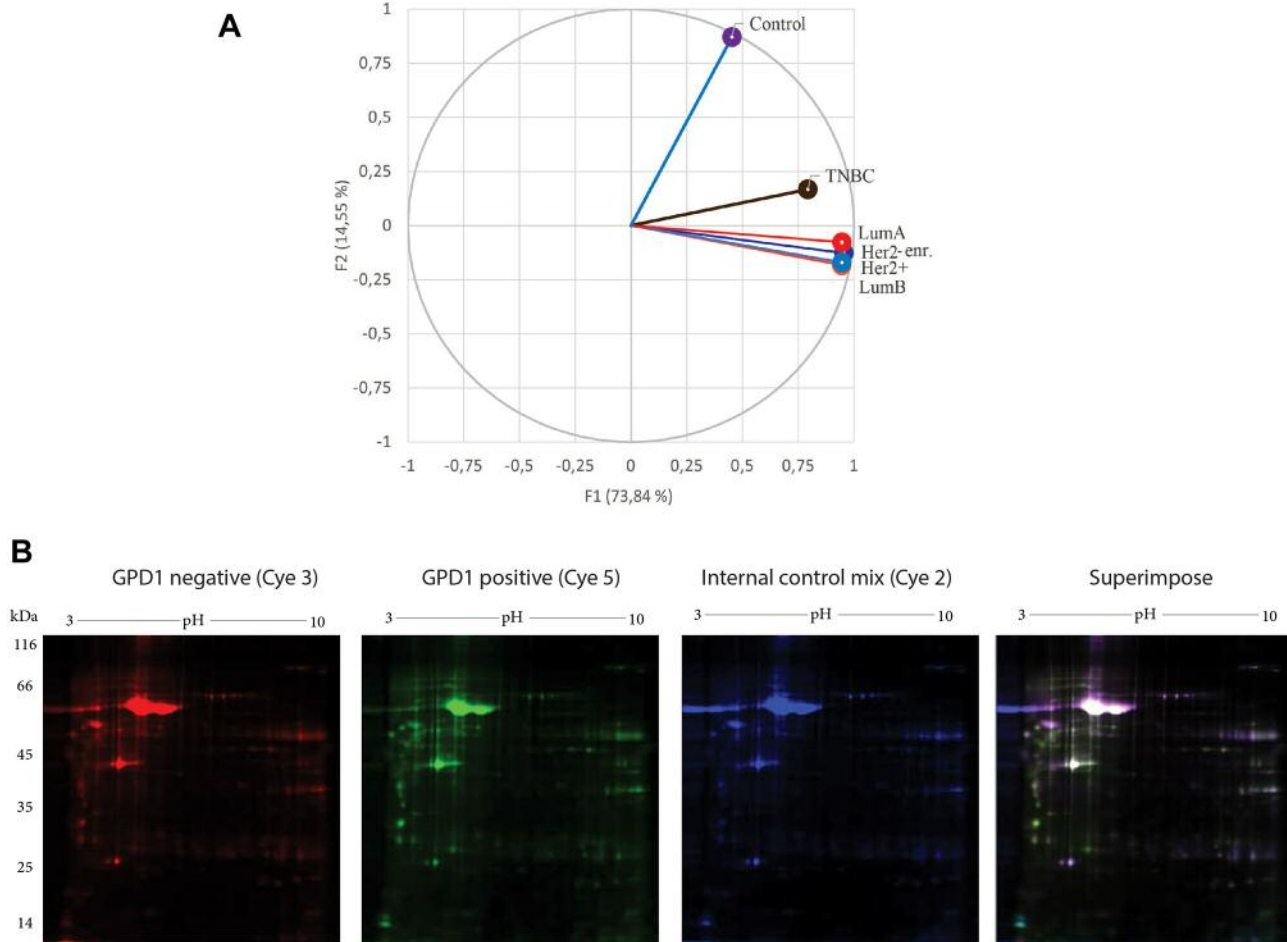 A
1
0,75
0,5
0,25
0
-0,25
-0,5
-0,75
-1
F2 (14,55 %)
Control
TNBC
LumA
Her2-enr.
Her2+
LumB
-1 -0,75 -0,5 -0,25 0 0,25 0,5 0,75 1
F1 (73,84 %)
B
GPD1 negative (Cye 3) GPD1 positive (Cye 5) Internal control mix (Cye 2) Superimpose
kDa 3 pH 10 3 pH 10 3 pH 10 3 pH 10
116
66
45
35
25
14